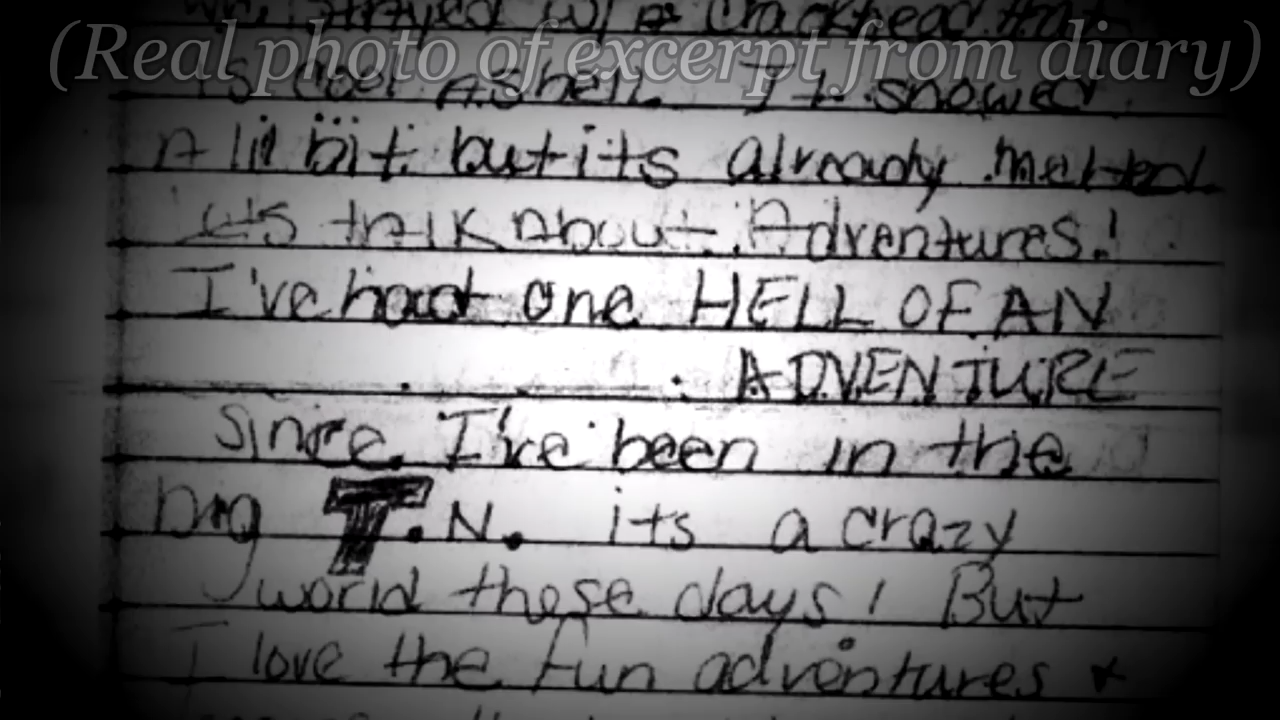 (Real photo of excerpt from diary)
crackhead that
is cool As hell. It snowed
A lil bit but its already melted
Lets talk About Adventures!
I've had one HELL OF AN
ADVENTURE
since I've been in the
big T.N. its a crazy
world these days! But
I love the fun adventures &